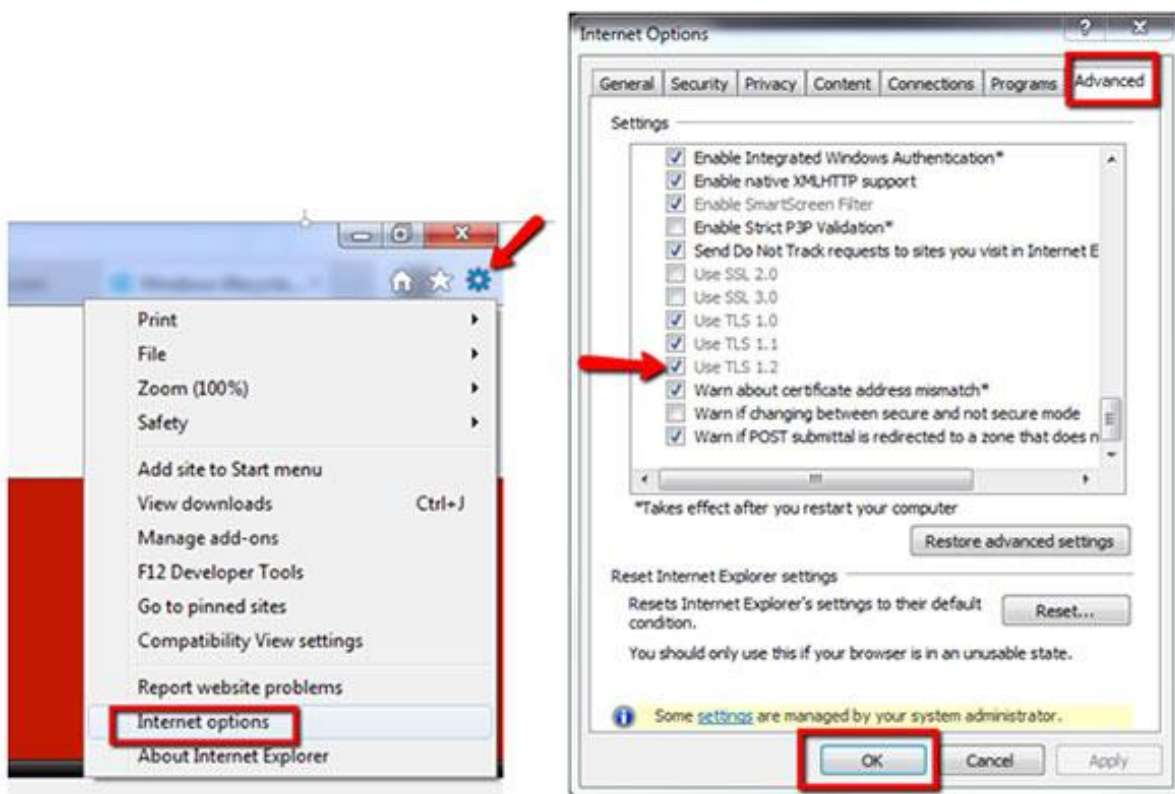 Print
File
Zoom (100%)
Safety
Add site to Start menu
View downloads Ctrl+J
Manage add-ons
F12 Developer Tools
Go to pinned sites
Compatibility View settings
Report website problems
Internet options
About Internet Explorer
Internet Options
General Security Privacy Content Connections Programs Advanced
Settings
Enable Integrated Windows Authentication*
Enable native XMLHTTP support
Enable SmartScreen Filter
Enable Strict P3P Validation*
Send Do Not Track requests to sites you visit in Internet E
Use SSL 2.0
Use SSL 3.0
Use TLS 1.0
Use TLS 1.1
Use TLS 1.2
Warn about certificate address mismatch*
Warn if changing between secure and not secure mode
Warn if POST submittal is redirected to a zone that does n
*Takes effect after you restart your computer
Restore advanced settings
Reset Internet Explorer settings
Resets Internet Explorer's settings to their default
condition.
Reset...
You should only use this if your browser is in an unusable state.
Some settings are managed by your system administrator.
OK Cancel Apply